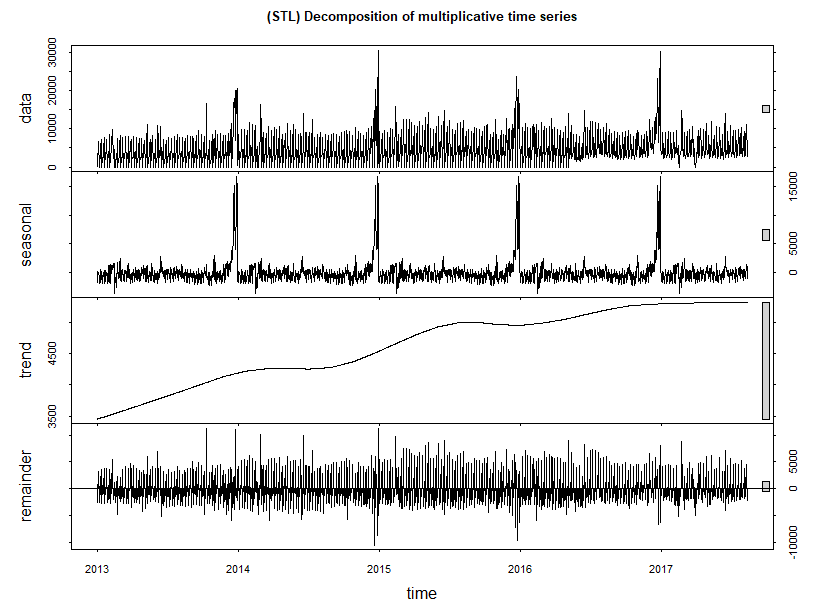 (STL) Decomposition of multiplicative time series
data
0 10000 20000 30000
seasonal
0 5000 15000
trend
3500 4500
remainder
-10000 0 5000
2013 2014 2015 2016 2017
time